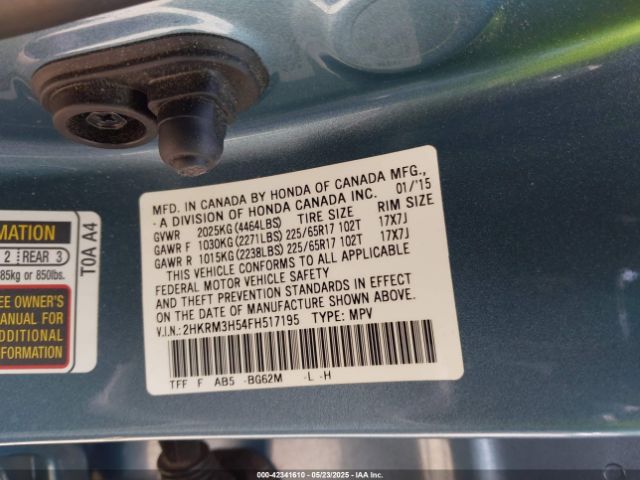 MFD. IN CANADA BY HONDA OF CANADA MFG.,
- A DIVISION OF HONDA CANADA INC. 01/'15
GVWR 2025KG(4464LBS) TIRE SIZE RIM SIZE
GAWR F 1030KG(2271LBS) 225/65R17 102T 17X7J
GAWR R 1015KG(2238LBS) 225/65R17 102T 17X7J
THIS VEHICLE CONFORMS TO ALL APPLICABLE
FEDERAL MOTOR VEHICLE SAFETY
AND THEFT PREVENTION STANDARDS IN EFFECT
ON THE DATE OF MANUFACTURE SHOWN ABOVE.
V.I.N.: 2HKRM3H54FH517195 TYPE: MPV
TFF F AB5 -BG62M -L -H
MATION
2 REAR 3
85kg or 850lbs.
T0A A4
EE OWNER'S
MANUAL FOR
ADDITIONAL
INFORMATION
000-42341610 - 05/23/2025 - IAA Inc.